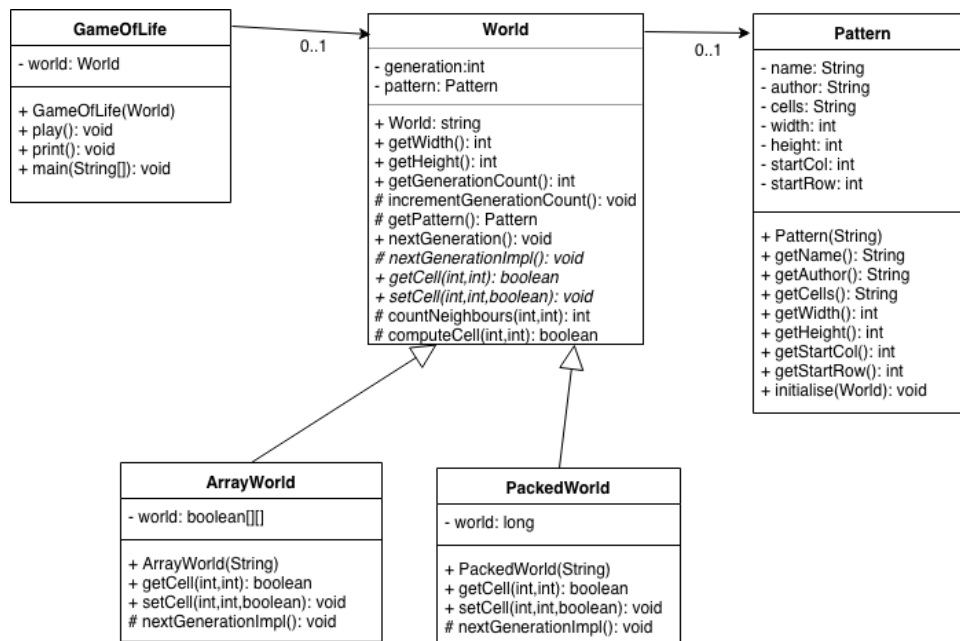 GameOfLife
- world: World
+ GameOfLife(World)
+ play(): void
+ print(): void
+ main(String[]): void
0..1
World
- generation:int
- pattern: Pattern
+ World: string
+ getWidth(): int
+ getHeight(): int
+ getGenerationCount(): int
# incrementGenerationCount(): void
# getPattern(): Pattern
+ nextGeneration(): void
# nextGenerationImpl(): void
+ getCell(int,int): boolean
+ setCell(int,int,boolean): void
# countNeighbours(int,int): int
# computeCell(int,int): boolean
0..1
Pattern
- name: String
- author: String
- cells: String
- width: int
- height: int
- startCol: int
- startRow: int
+ Pattern(String)
+ getName(): String
+ getAuthor(): String
+ getCells(): String
+ getWidth(): int
+ getHeight(): int
+ getStartCol(): int
+ getStartRow(): int
+ initialise(World): void
ArrayWorld
- world: boolean[][]
+ ArrayWorld(String)
+ getCell(int,int): boolean
+ setCell(int,int,boolean): void
# nextGenerationImpl(): void
PackedWorld
- world: long
+ PackedWorld(String)
+ getCell(int,int): boolean
+ setCell(int,int,boolean): void
# nextGenerationImpl(): void